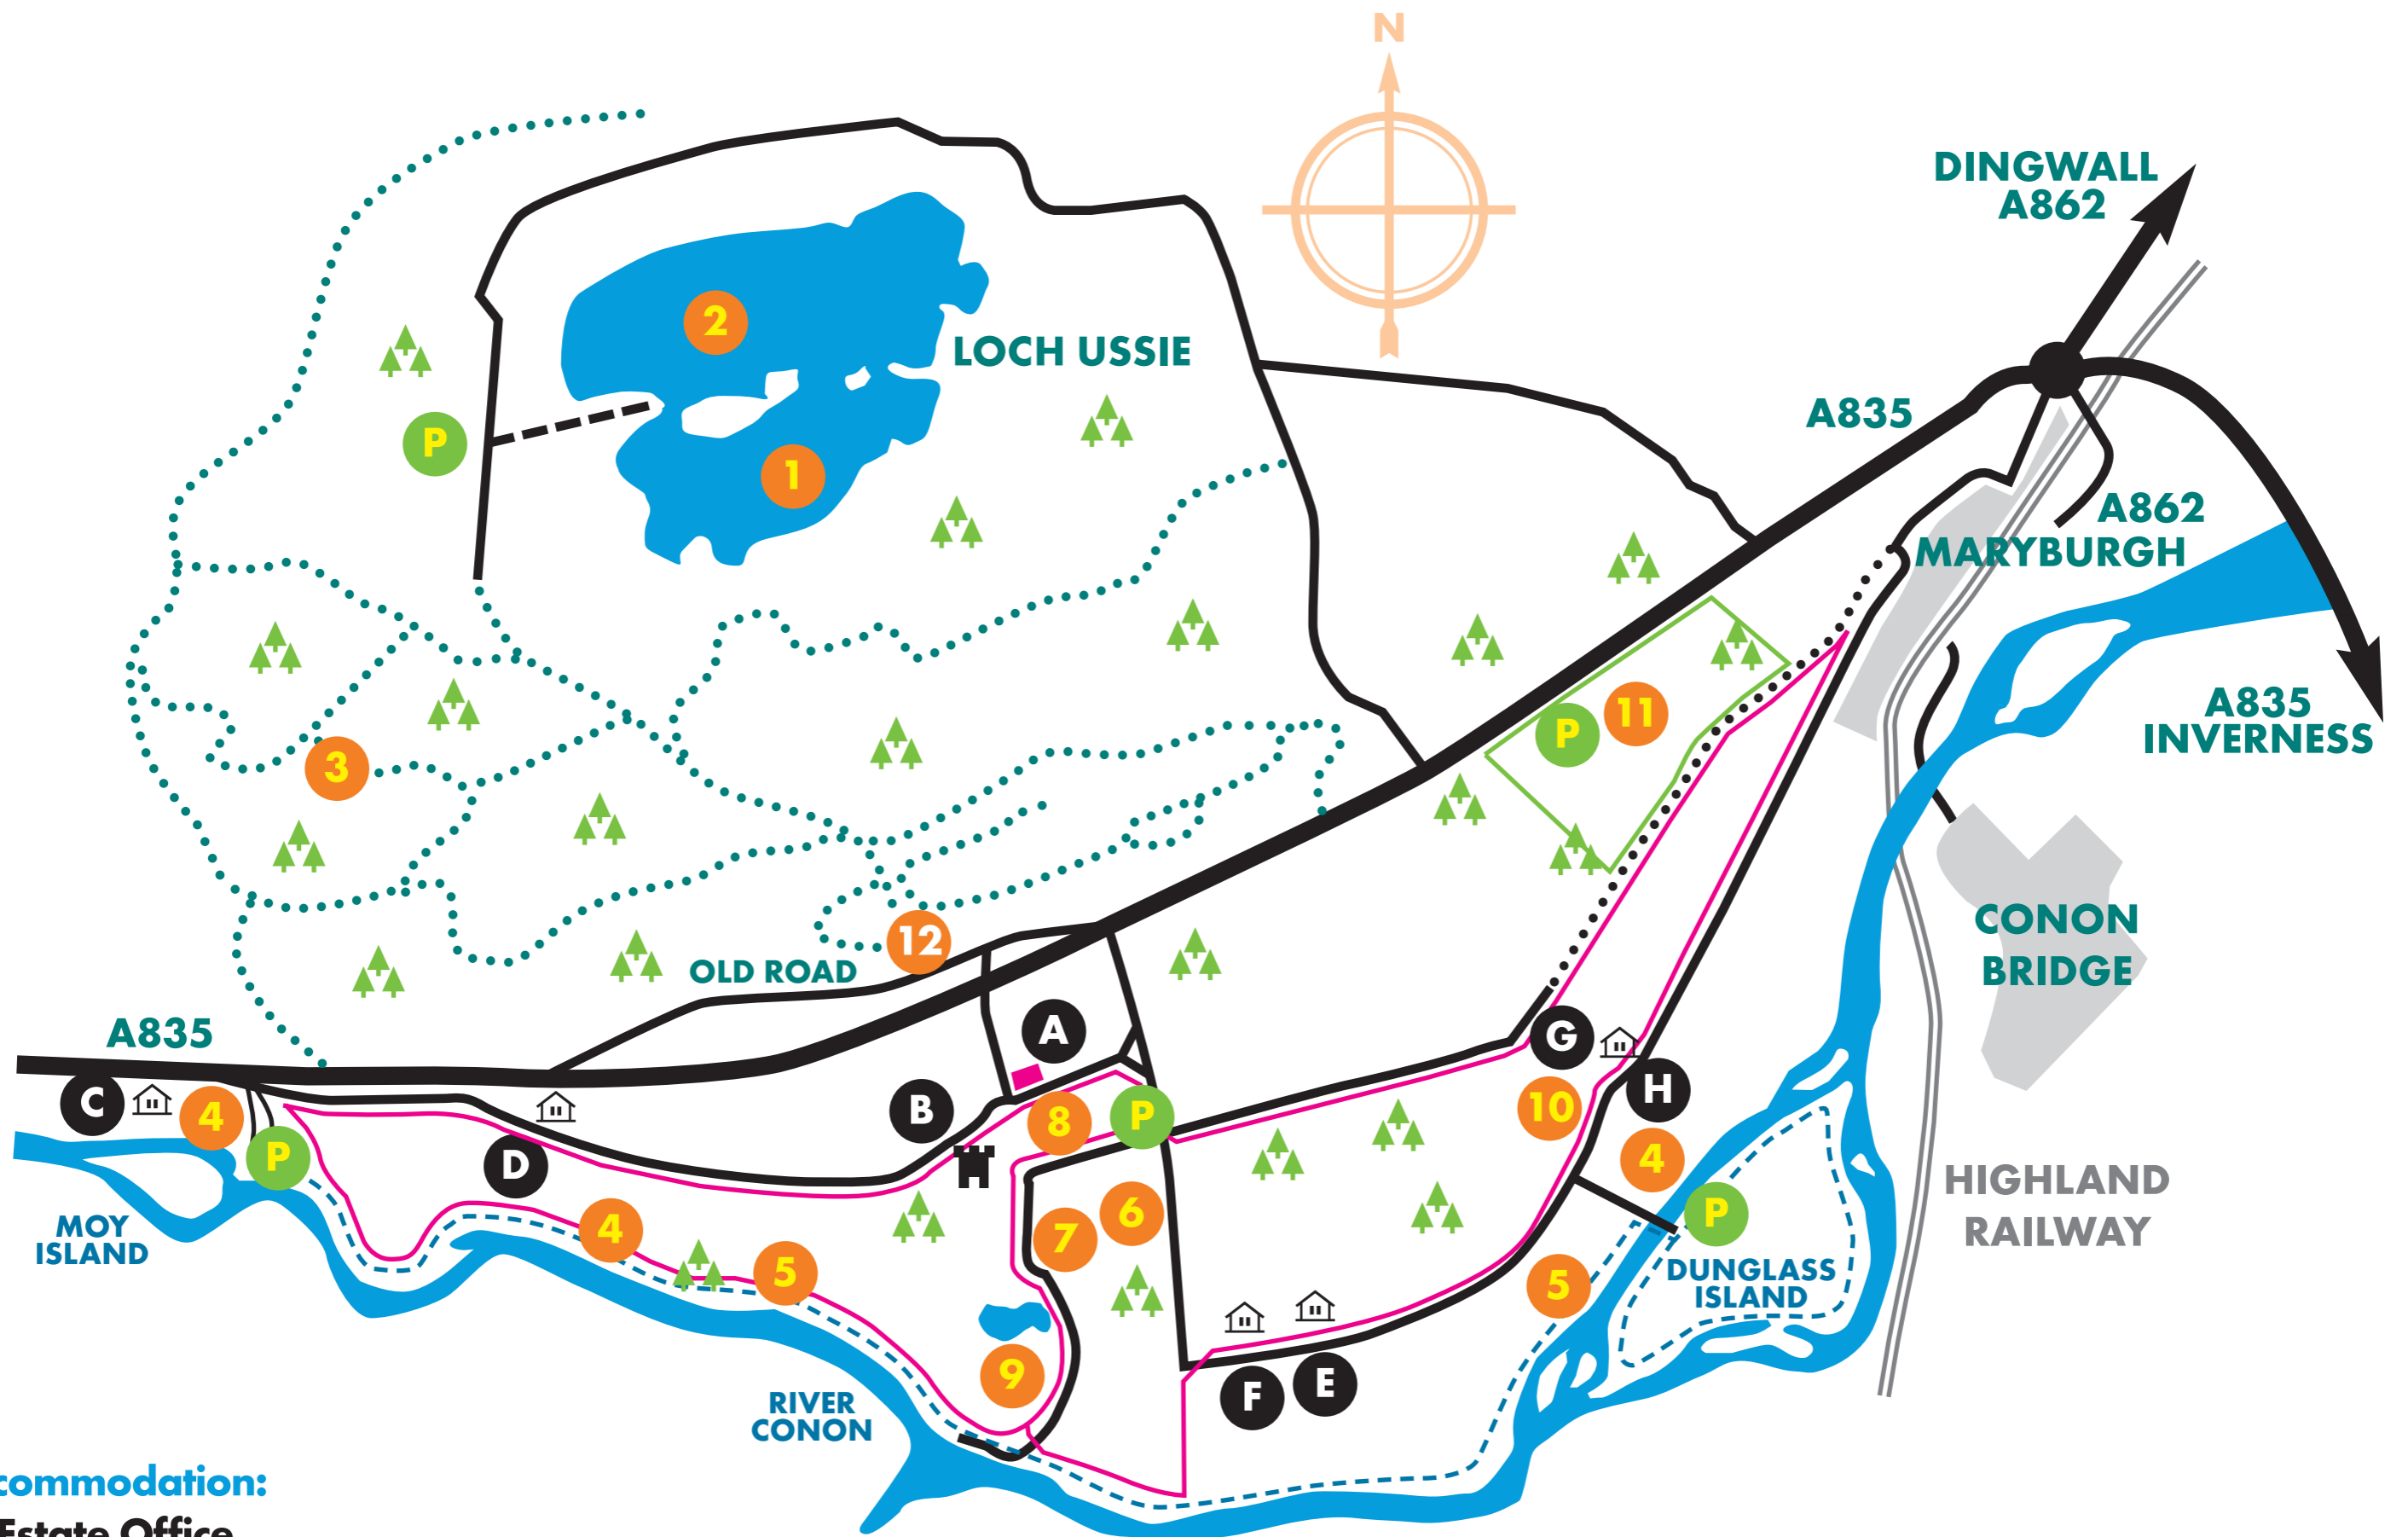 N
DINGWALL
A862
2
LOCH USSIE
A835
P
1
A862
MARYBURGH
11
P
A835
INVERNESS
3
CONON
BRIDGE
12
OLD ROAD
A835
A
G
C
4
B
8
P
10
H
P
D
4
MOY
ISLAND
4
7
6
P
HIGHLAND
RAILWAY
5
5
DUNGLASS
ISLAND
9
F
E
RIVER
CONON
commodation:
Estate Office